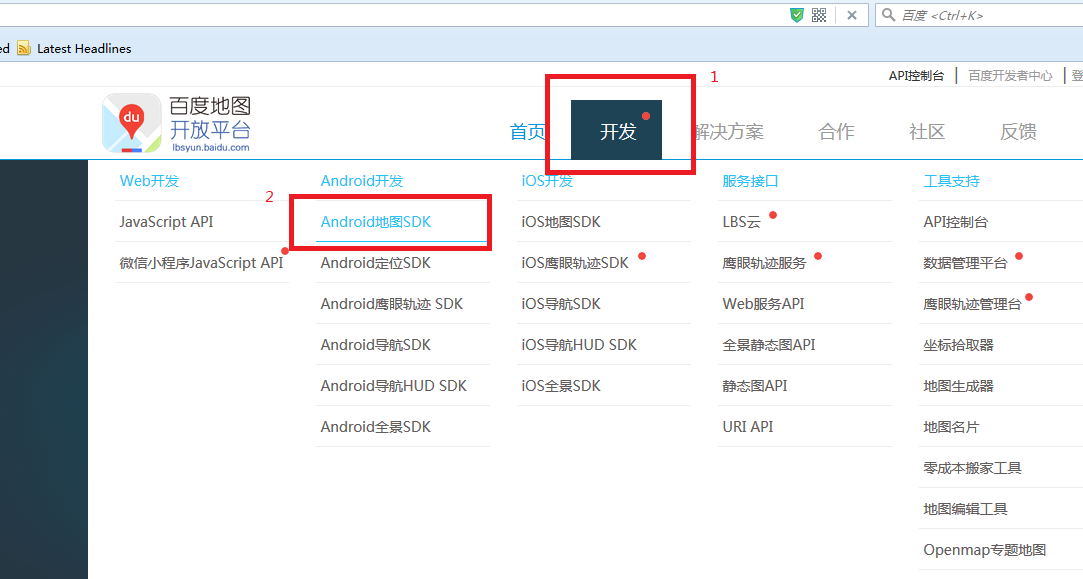 百度 <Ctrl+K>
ed Latest Headlines
API控制台 百度开发者中心 登
du
百度地图
开放平台
lbsyun.baidu.com
首页 开发 解决方案 合作 社区 反馈
1
Web开发 Android开发 iOS开发 服务接口 工具支持
2
JavaScript API Android地图SDK iOS地图SDK LBS云 API控制台
微信小程序JavaScript API Android定位SDK iOS鹰眼轨迹SDK 鹰眼轨迹服务 数据管理平台
Android鹰眼轨迹 SDK iOS导航SDK Web服务API 鹰眼轨迹管理台
Android导航SDK iOS导航HUD SDK 全景静态图API 坐标拾取器
Android导航HUD SDK iOS全景SDK 静态图API 地图生成器
Android全景SDK URI API 地图名片
零成本搬家工具
地图编辑工具
Openmap专题地图